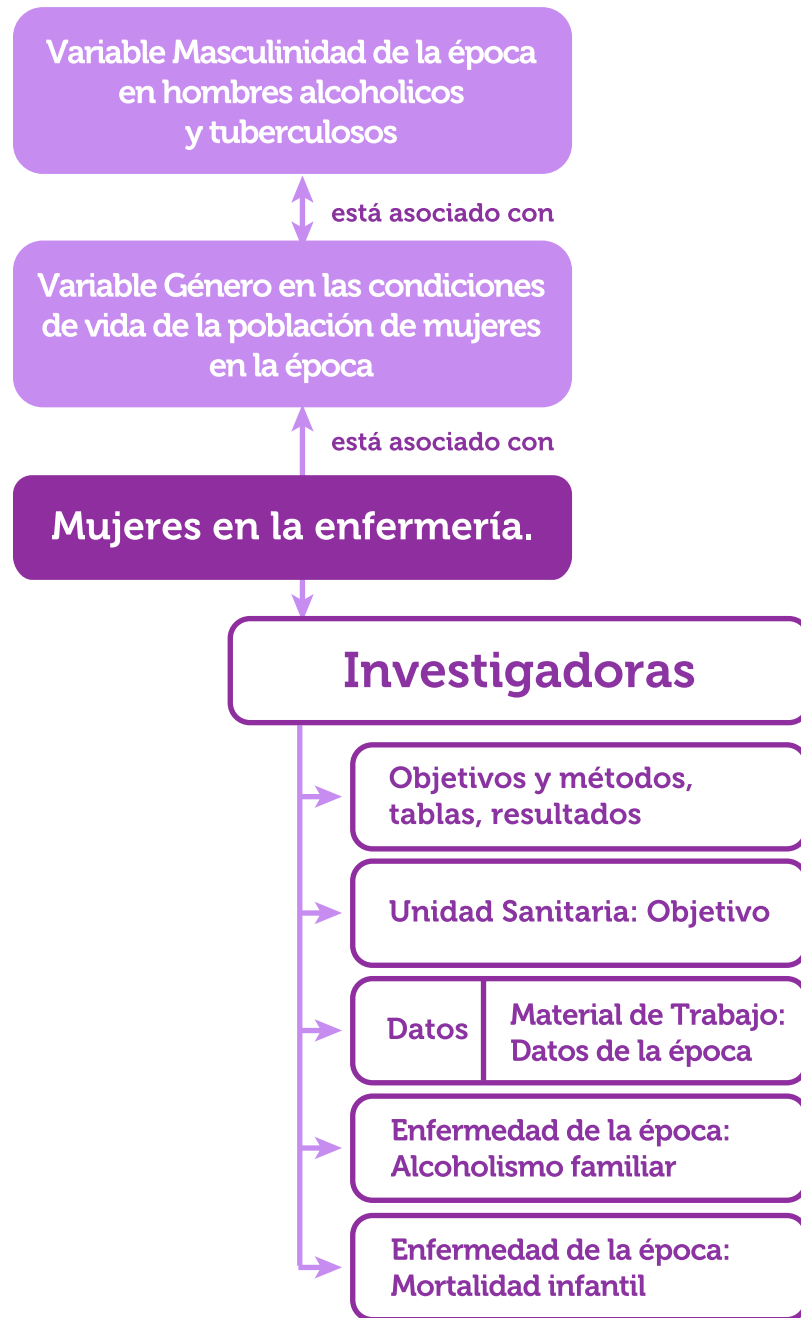 Variable Masculinidad de la época
en hombres alcoholicos
y tuberculosos
está asociado con
Variable Género en las condiciones
de vida de la población de mujeres
en la época
está asociado con
Mujeres en la enfermería.
Investigadoras
Objetivos y métodos,
tablas, resultados
Unidad Sanitaria: Objetivo
Datos
Material de Trabajo:
Datos de la época
Enfermedad de la época:
Alcoholismo familiar
Enfermedad de la época:
Mortalidad infantil